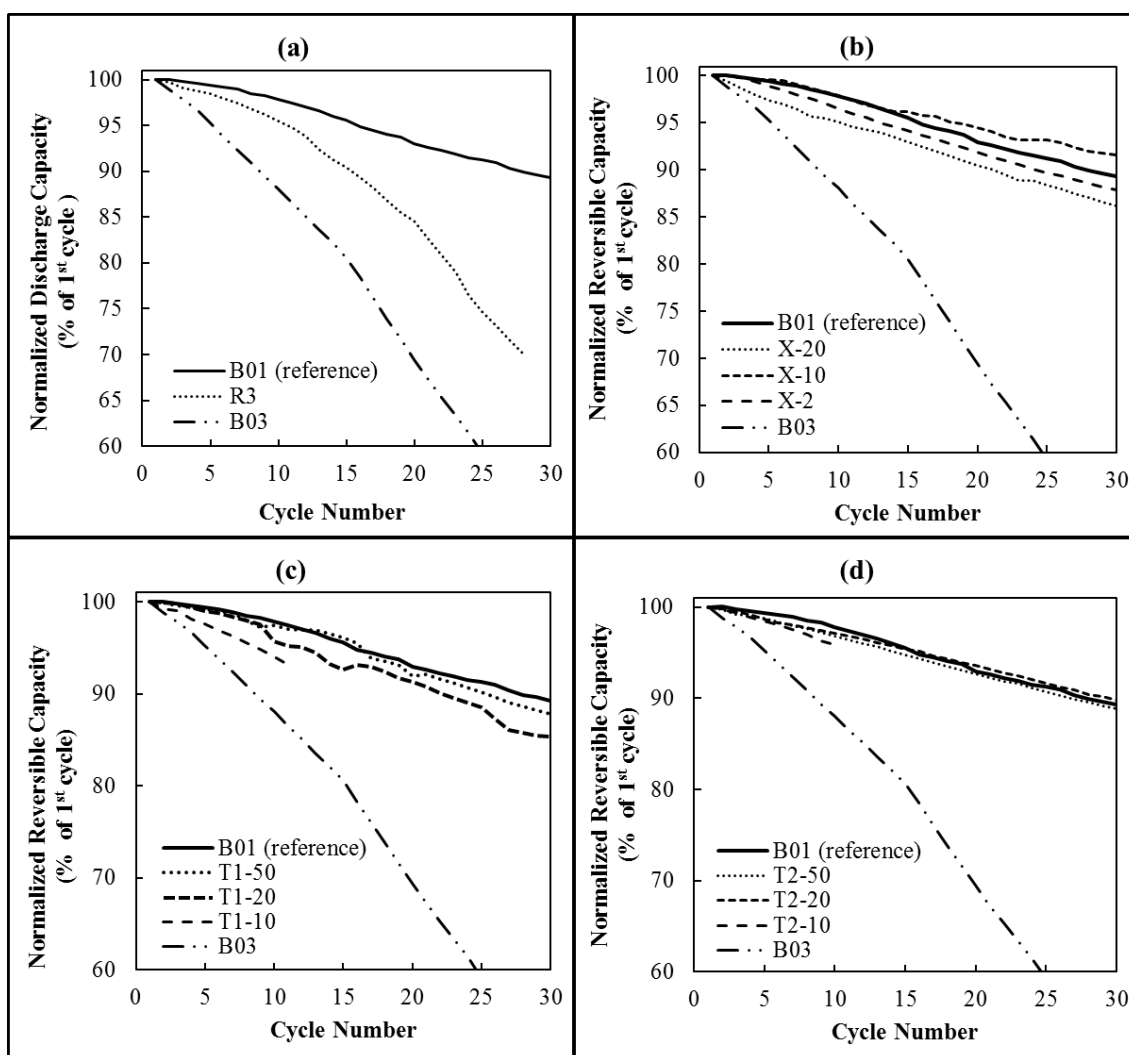 (a)
Normalized Discharge Capacity
(% of 1st cycle )
100
95
90
85
80
75
70
65
60
B01 (reference)
R3
B03
0 5 10 15 20 25 30
Cycle Number
(b)
Normalized Reversible Capacity
(% of 1st cycle)
100
95
90
85
80
75
70
65
60
B01 (reference)
X-20
X-10
X-2
B03
0 5 10 15 20 25 30
Cycle Number
(c)
Normalized Reversible Capacity
(% of 1st cycle)
100
90
80
70
60
B01 (reference)
T1-50
T1-20
T1-10
B03
0 5 10 15 20 25 30
Cycle Number
(d)
Normalized Reversible Capacity
(% of 1st cycle)
100
90
80
70
60
B01 (reference)
T2-50
T2-20
T2-10
B03
0 5 10 15 20 25 30
Cycle Number